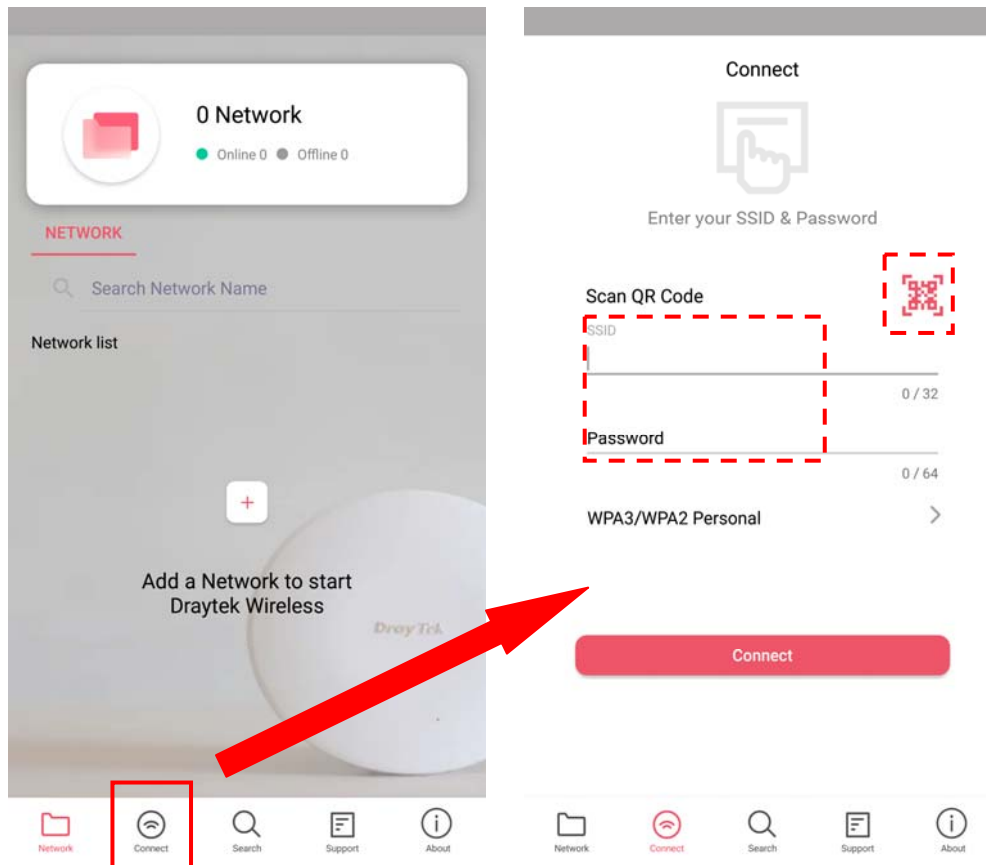 0 Network
Online 0 Offline 0
NETWORK
Search Network Name
Network list
+
Add a Network to start
Draytek Wireless
DrayTek
Network Connect Search Support About
Connect
Enter your SSID & Password
Scan QR Code
SSID
0 / 32
Password
0 / 64
WPA3/WPA2 Personal
Connect
Network Connect Search Support About